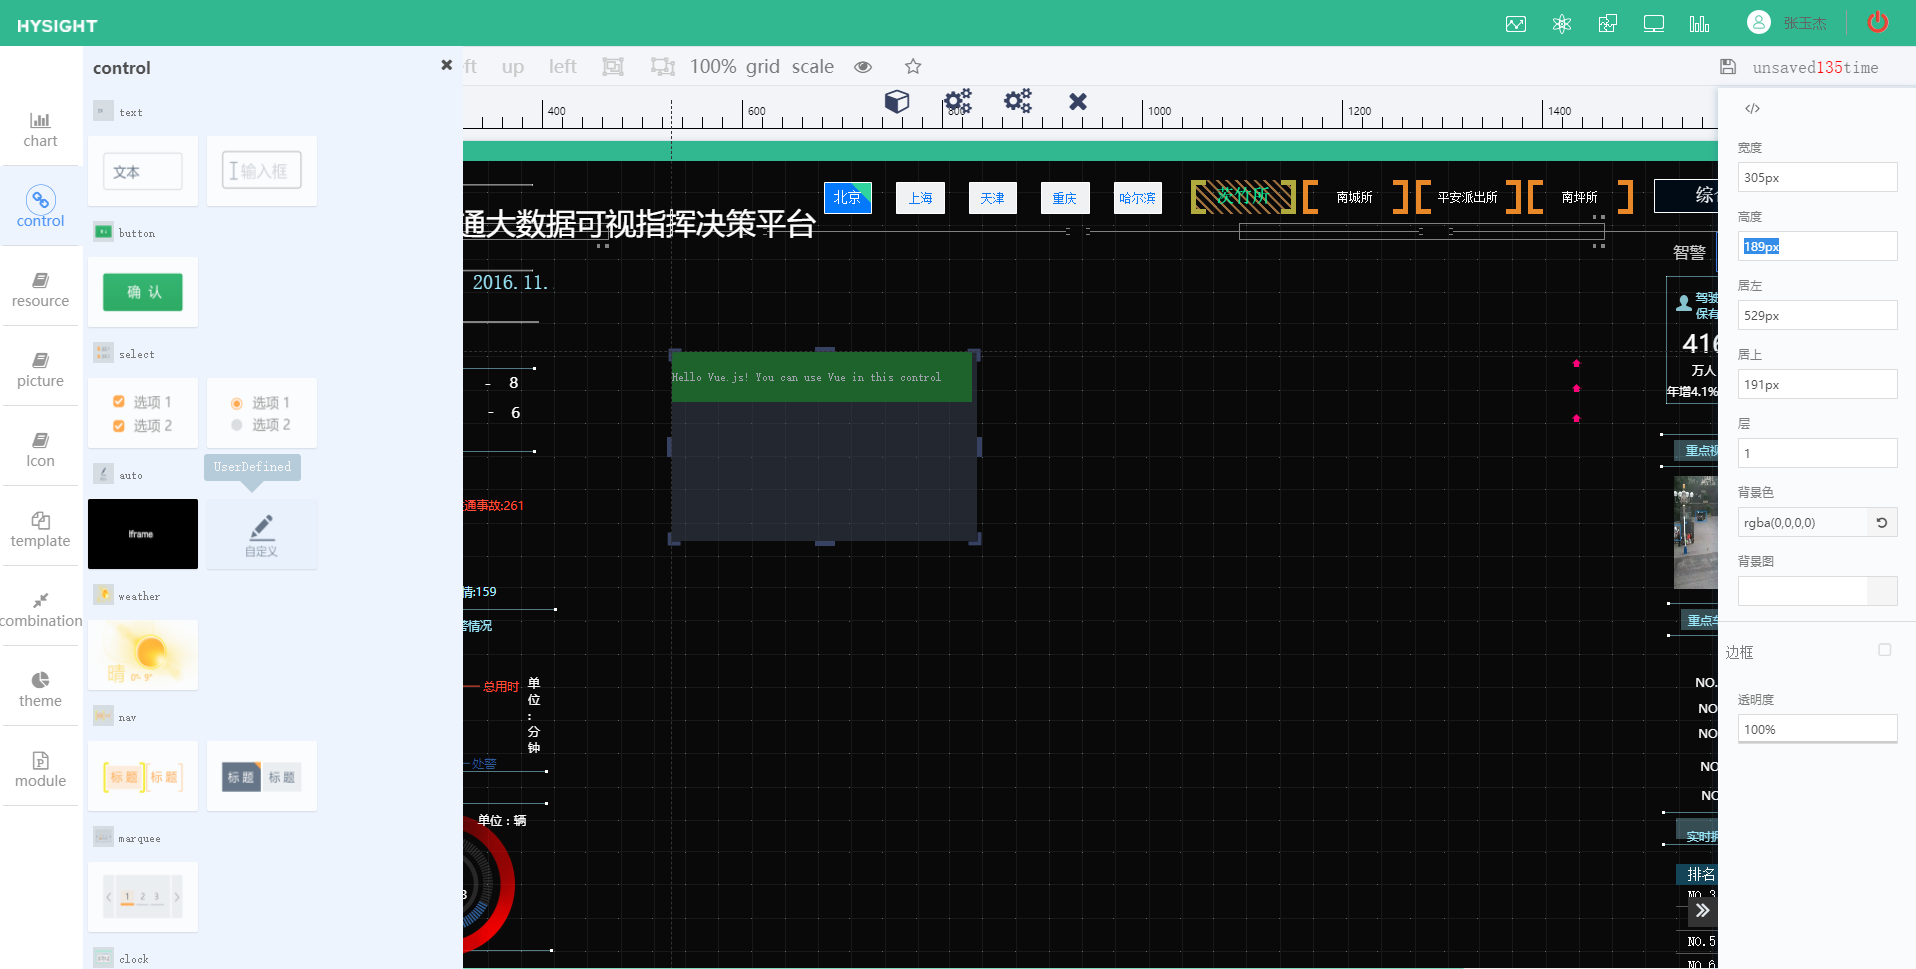 HYSIGHT
张玉杰
control
ft
up
left
100%
grid
scale
unsaved135time
400
600
800
1000
1200
1400
chart
control
resource
picture
Icon
template
combination
theme
module
text
文本
输入框
button
确 认
select
选项 1
选项 2
选项 1
选项 2
auto
UserDefined
Iframe
自定义
weather
晴
0°- 9°
nav
标 题
标 题
标 题
标 题
marquee
1 2 3
clock
北京
上海
天津
重庆
哈尔滨
茨竹所
南城所
平安派出所
南坪所
综
通大数据可视指挥决策平台
2016.11.
- 8
- 6
通事故:261
情:159
警情况
总用时
单位:分钟
处警
单位 : 辆
3
Hello Vue.js! You can use Vue in this control
智警
驾驶
保有
416
万人
年增4.1%
重点视
重点车
NO.
NO
NO
NO
NO
实时拥
排名
NO.3
NO.5
NO.6
</>
宽度
305px
高度
189px
居左
529px
居上
191px
层
1
背景色
rgba(0,0,0,0)
背景图
边框
透明度
100%